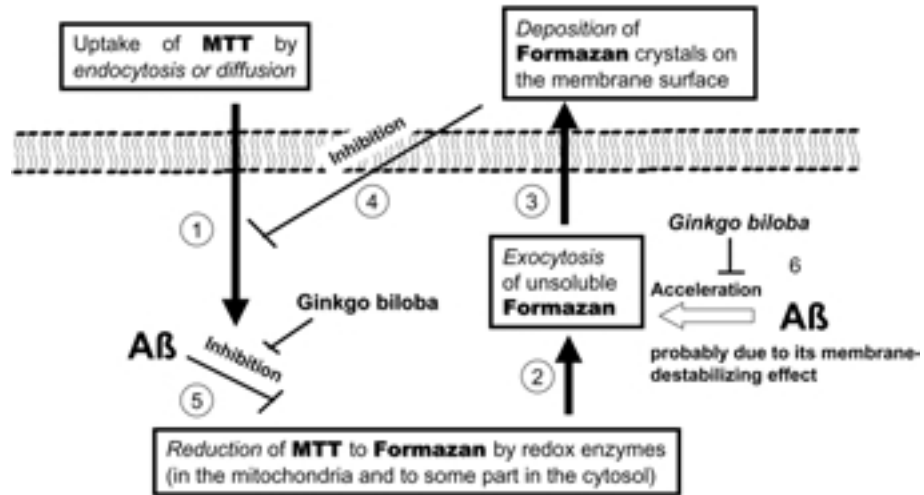 Uptake of MTT by
endocytosis or diffusion
Deposition of
Formazan crystals on
the membrane surface
Inhibition
4
3
1
Ginkgo biloba
6
Exocytosis
of unsoluble
Formazan
Acceleration
Aß
probably due to its membrane-
destabilizing effect
Ginkgo biloba
Aß
Inhibition
5
2
Reduction of MTT to Formazan by redox enzymes
(in the mitochondria and to some part in the cytosol)